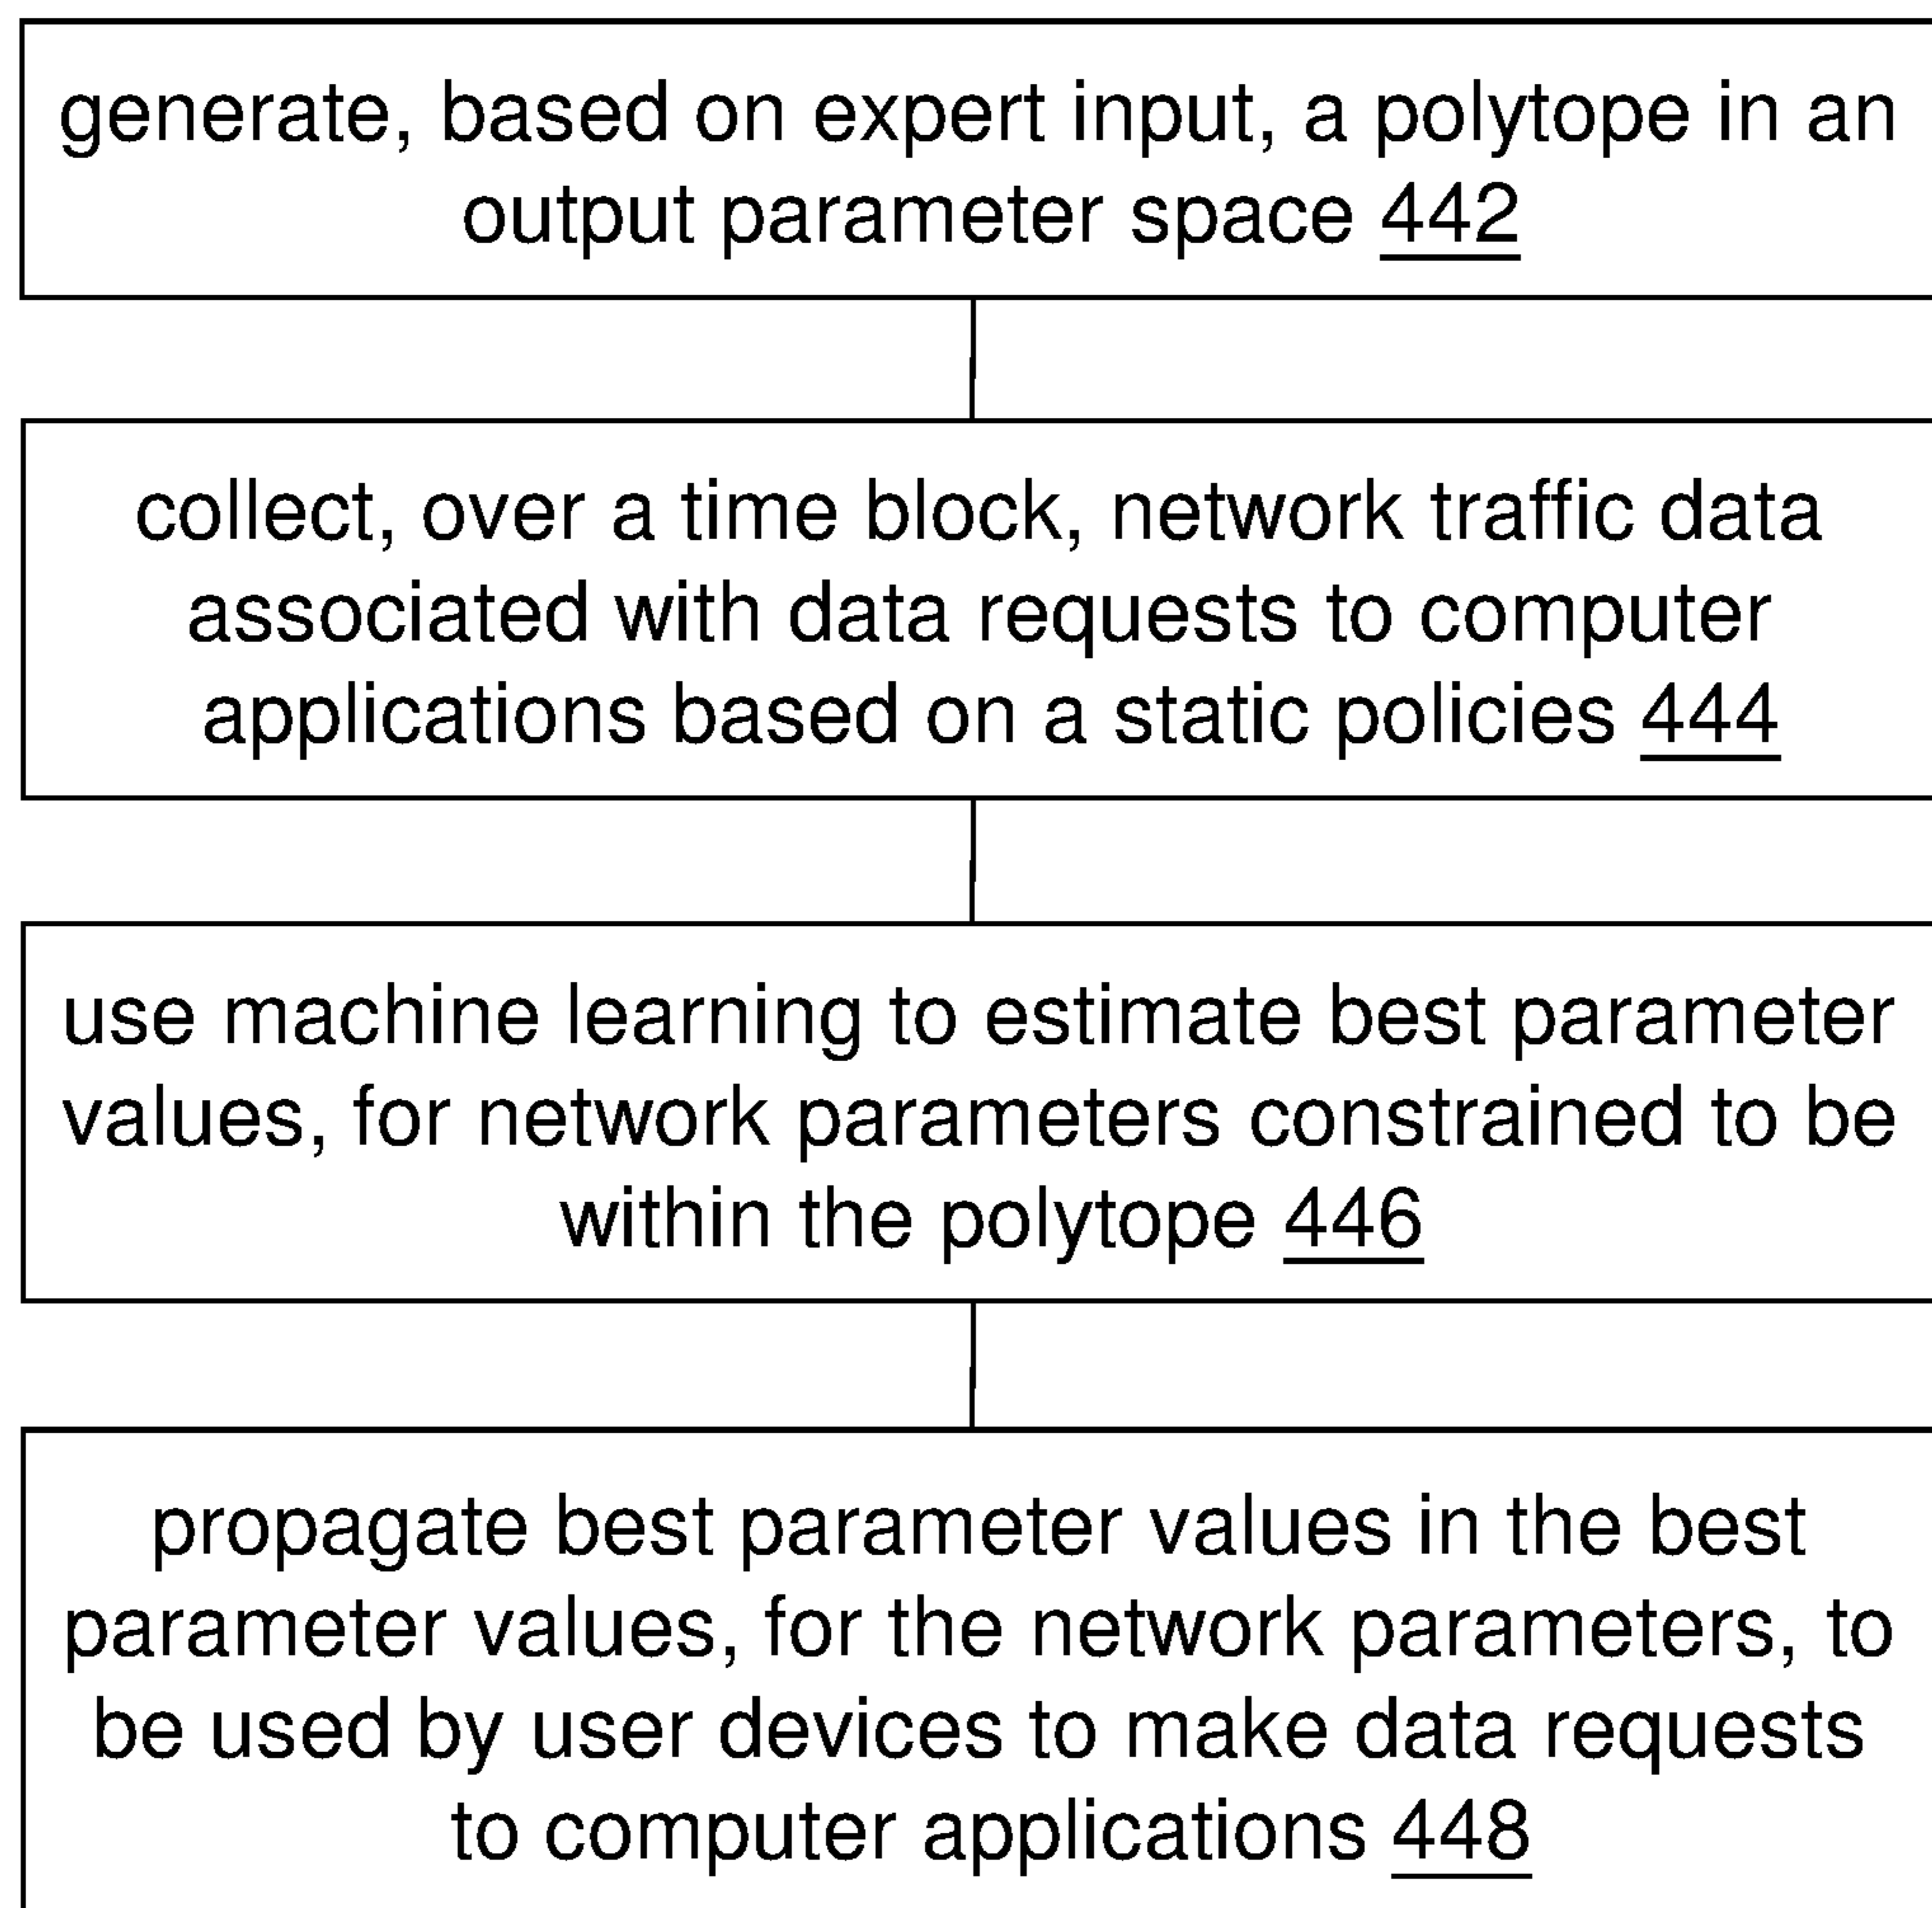 generate, based on expert input, a polytope in an
output parameter space 442
collect, over a time block, network traffic data
associated with data requests to computer
applications based on a static policies 444
use machine learning to estimate best parameter
values, for network parameters constrained to be
within the polytope 446
propagate best parameter values in the best
parameter values, for the network parameters, to
be used by user devices to make data requests
to computer applications 448